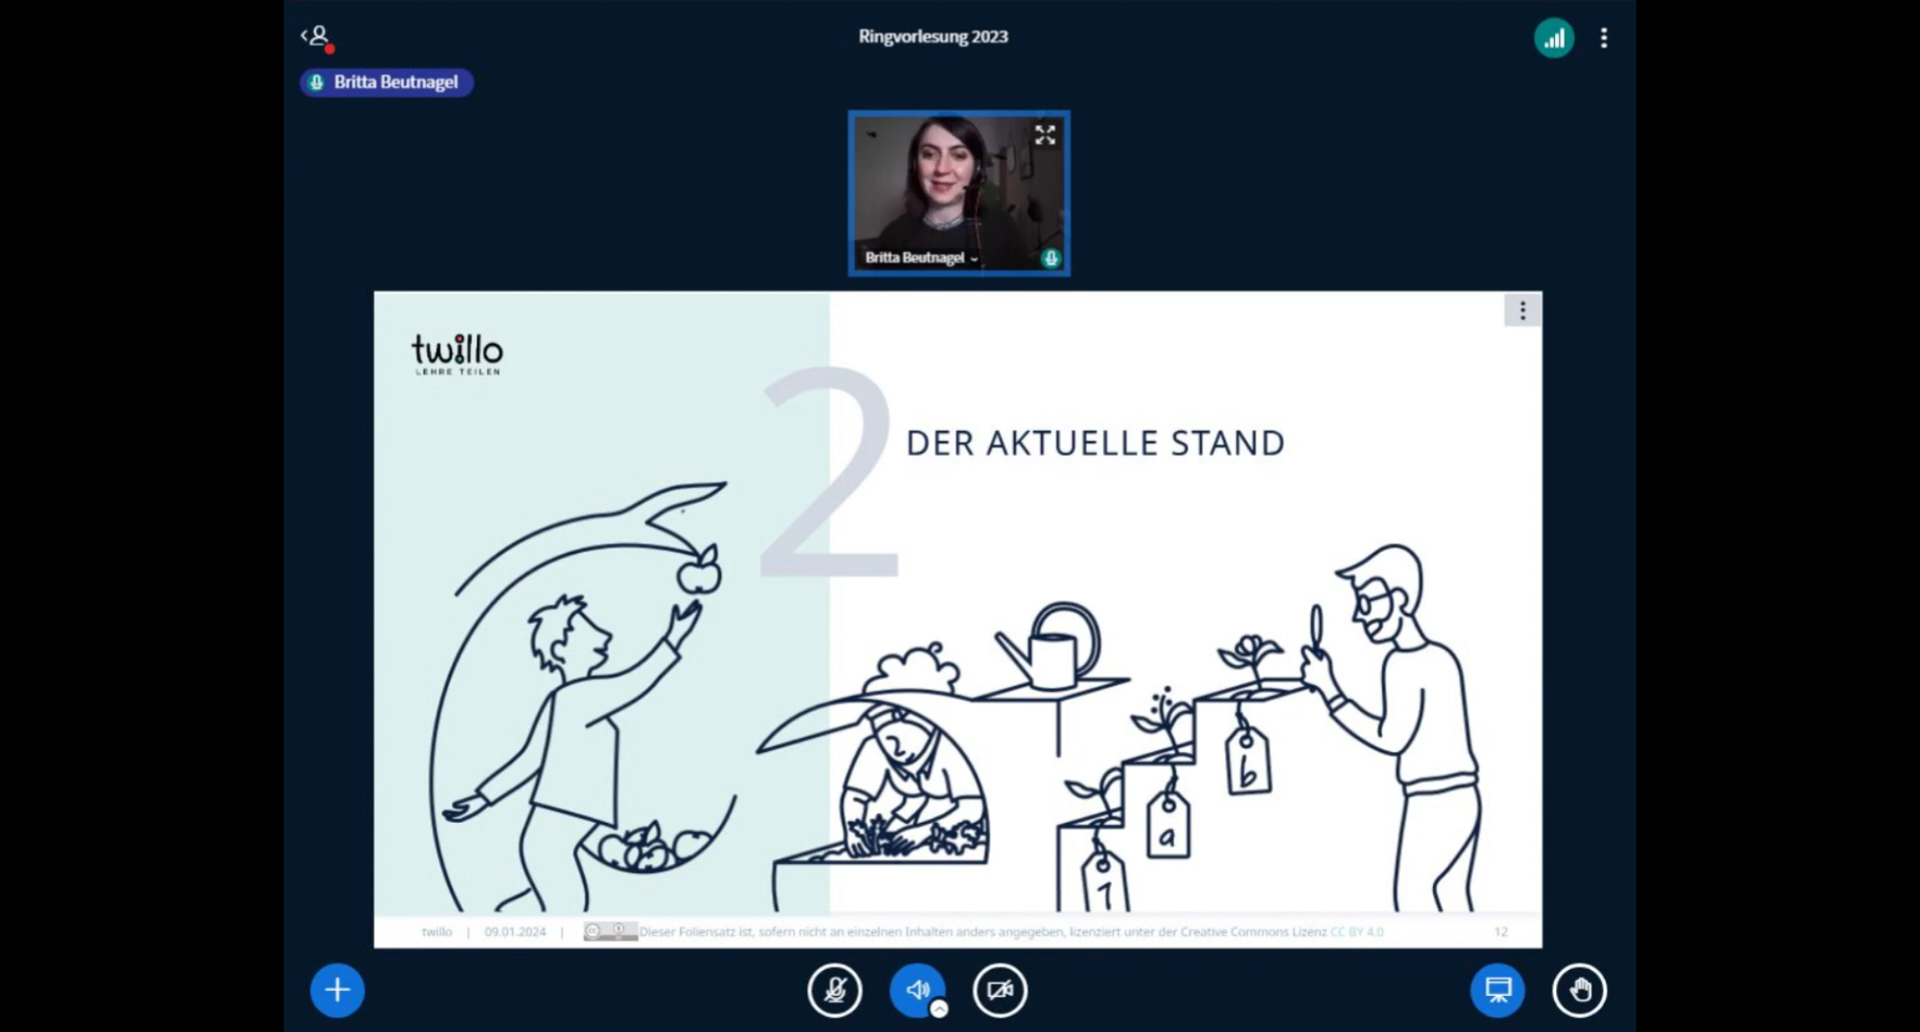 Ringvorlesung 2023
Britta Beutnagel
Britta Beutnagel
twillo
LEHRE TEILEN
2
DER AKTUELLE STAND
b
a
1
twillo | 09.01.2024 | Dieser Foliensatz ist, sofern nicht an einzelnen Inhalten anders angegeben, lizenziert unter der Creative Commons Lizenz CC BY 4.0 12